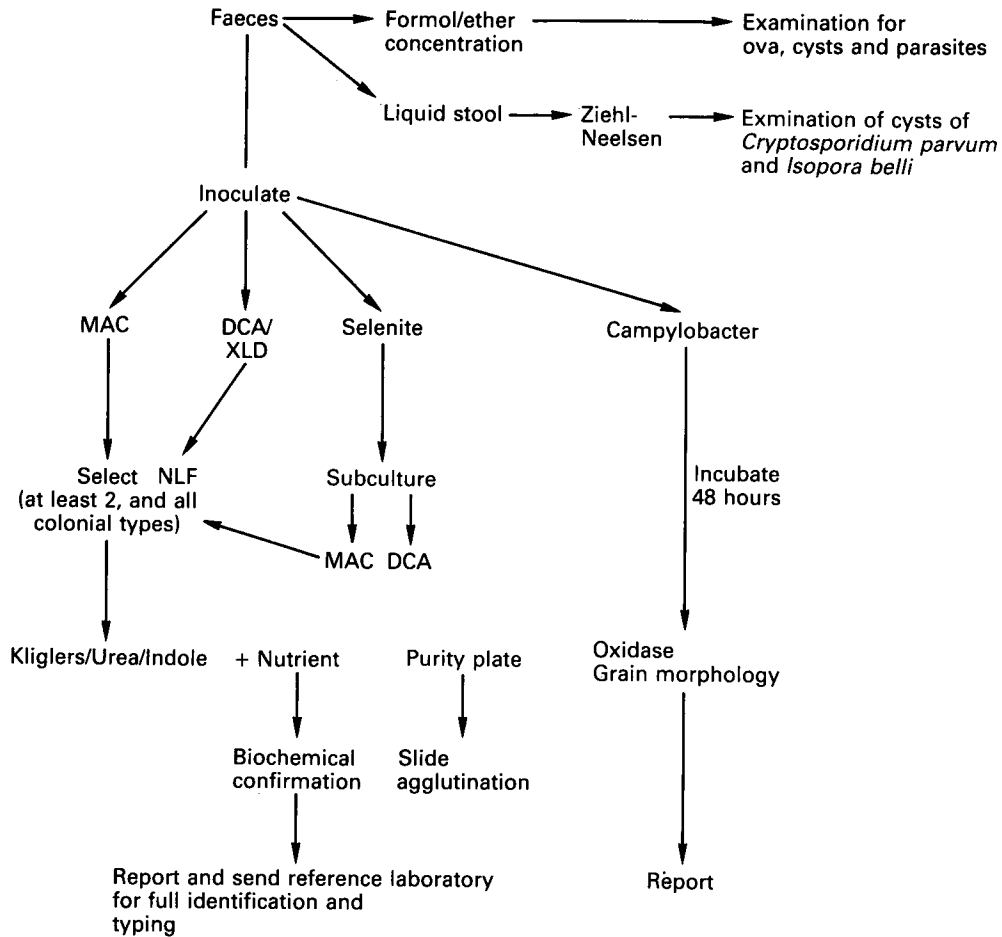 Faeces
Formol/ether
concentration
Examination for
ova, cysts and parasites
Liquid stool
Ziehl-
Neelsen
Exmination of cysts of
Cryptosporidium parvum
and Isopora belli
Inoculate
MAC
DCA/
XLD
Selenite
Campylobacter
Select NLF
(at least 2, and all
colonial types)
Subculture
Incubate
48 hours
MAC DCA
Kliglers/Urea/Indole
+ Nutrient
Purity plate
Oxidase
Grain morphology
Biochemical
confirmation
Slide
agglutination
Report and send reference laboratory
for full identification and
typing
Report